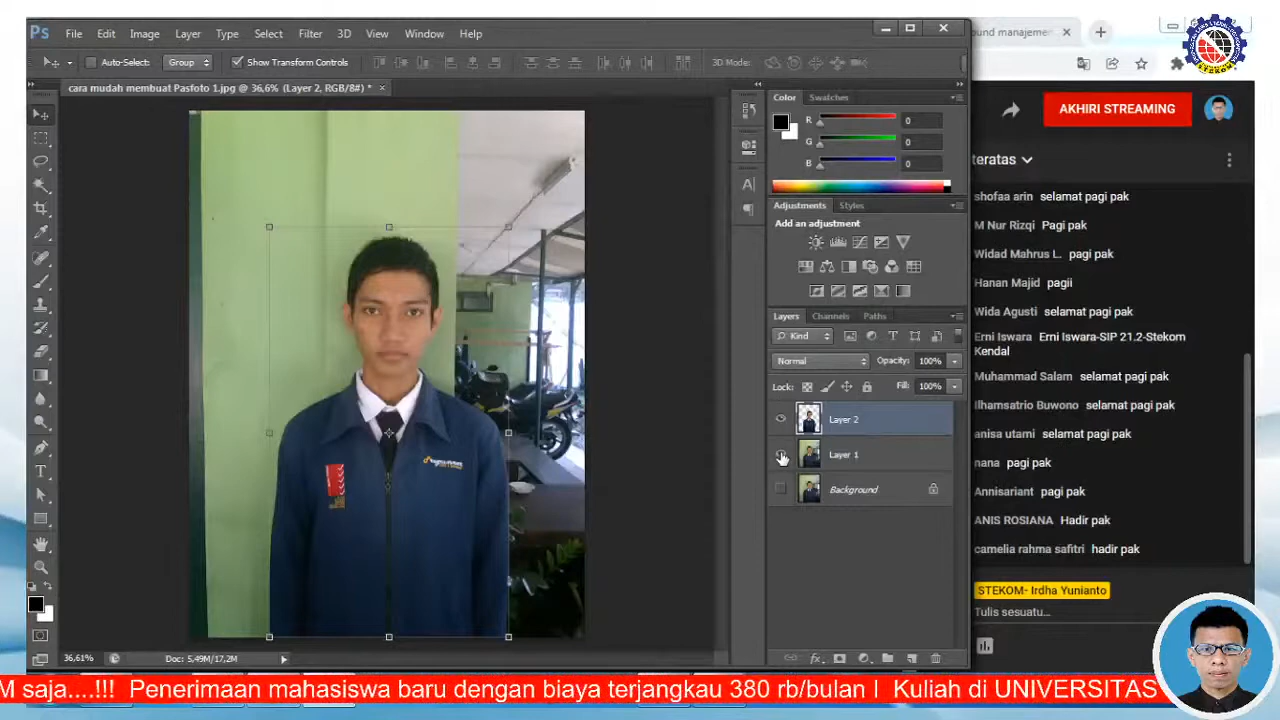 Ps File Edit Image Layer Type Select Filter 3D View Window Help
Auto-Select: Group Show Transform Controls 3D Mode:
cara mudah membuat Pasfoto 1.jpg @ 36,6% (Layer 2, RGB/8#) * ×
Color Swatches
R 0
G 0
B 0
Adjustments Styles
Add an adjustment
Layers Channels Paths
Kind
Normal Opacity: 100%
Lock: Fill: 100%
Layer 2
Layer 1
Background
36,61% Doc: 5,49M/17,2M
ound manajemer
AKHIRI STREAMING
teratas
shofaa arin selamat pagi pak
M Nur Rizqi Pagi pak
Widad Mahrus L. pagi pak
Hanan Majid pagii
Wida Agusti selamat pagi pak
Erni Iswara Erni Iswara-SIP 21.2-Stekom
Kendal
Muhammad Salam selamat pagi pak
Ilhamsatrio Buwono selamat pagi pak
anisa utami selamat pagi pak
nana pagi pak
Annisariant pagi pak
ANIS ROSIANA Hadir pak
camelia rahma safitri hadir pak
STEKOM- Irdha Yunianto
Tulis sesuatu...
M saja....!!! Penerimaan mahasiswa baru dengan biaya terjangkau 380 rb/bulan I Kuliah di UNIVERSITAS